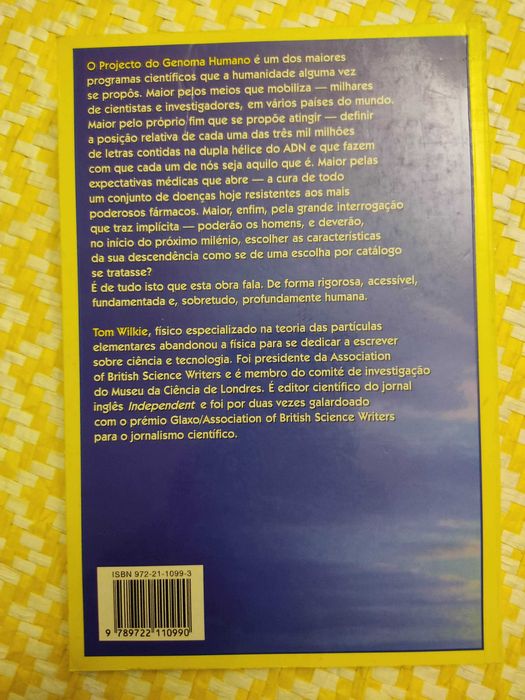 O Projecto do Genoma Humano é um dos maiores
programas científicos que a humanidade alguma vez
se propôs. Maior pelos meios que mobiliza — milhares
de cientistas e investigadores, em vários países do mundo.
Maior pelo próprio fim que se propõe atingir — definir
a posição relativa de cada uma das três mil milhões
de letras contidas na dupla hélice do ADN e que fazem
com que cada um de nós seja aquilo que é. Maior pelas
expectativas médicas que abre — a cura de todo
um conjunto de doenças hoje resistentes aos mais
poderosos fármacos. Maior, enfim, pela grande interrogação
que traz implícita — poderão os homens, e deverão,
no início do próximo milénio, escolher as características
da sua descendência como se de uma escolha por catálogo
se tratasse?
É de tudo isto que esta obra fala. De forma rigorosa, acessível,
fundamentada e, sobretudo, profundamente humana.
Tom Wilkie, físico especializado na teoria das partículas
elementares abandonou a física para se dedicar a escrever
sobre ciência e tecnologia. Foi presidente da Association
of British Science Writers e é membro do comité de investigação
do Museu da Ciência de Londres. É editor científico do jornal
inglês Independent e foi por duas vezes galardoado
com o prémio Glaxo/Association of British Science Writers
para o jornalismo científico.
ISBN 972-21-1099-3
9 789722 110990